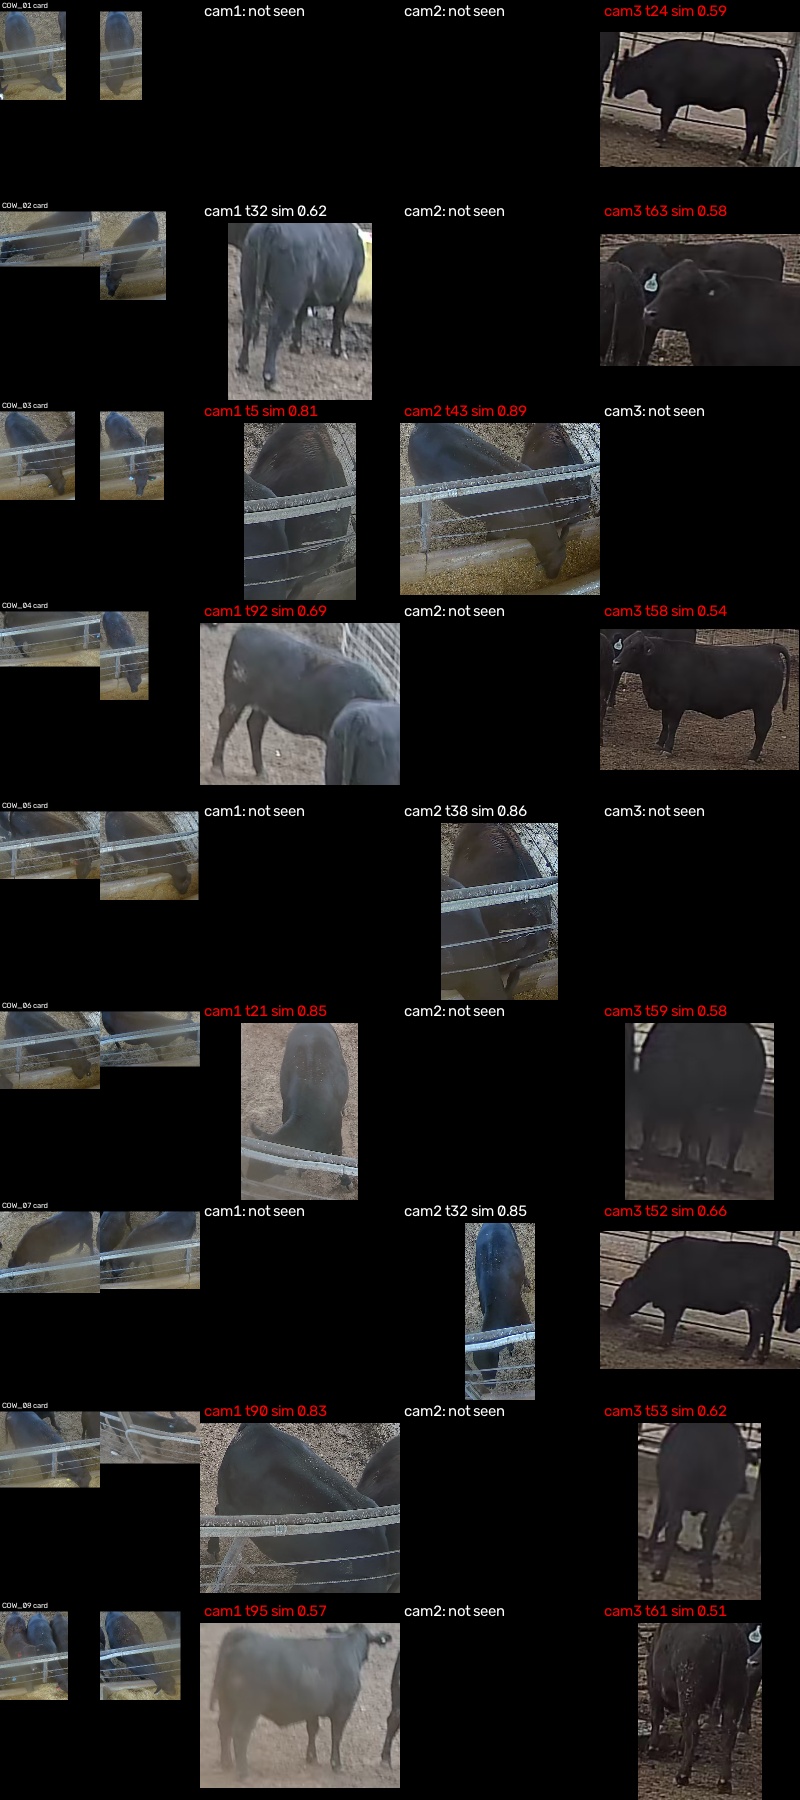 COW_01 card
cam1: not seen
cam2: not seen
cam3 t24 sim 0.59
COW_02 card
cam1 t32 sim 0.62
cam2: not seen
cam3 t63 sim 0.58
COW_03 card
cam1 t5 sim 0.81
cam2 t43 sim 0.89
cam3: not seen
COW_04 card
cam1 t92 sim 0.69
cam2: not seen
cam3 t58 sim 0.54
COW_05 card
cam1: not seen
cam2 t38 sim 0.86
cam3: not seen
COW_06 card
cam1 t21 sim 0.85
cam2: not seen
cam3 t59 sim 0.58
COW_07 card
cam1: not seen
cam2 t32 sim 0.85
cam3 t52 sim 0.66
COW_08 card
cam1 t90 sim 0.83
cam2: not seen
cam3 t53 sim 0.62
COW_09 card
cam1 t95 sim 0.57
cam2: not seen
cam3 t61 sim 0.51